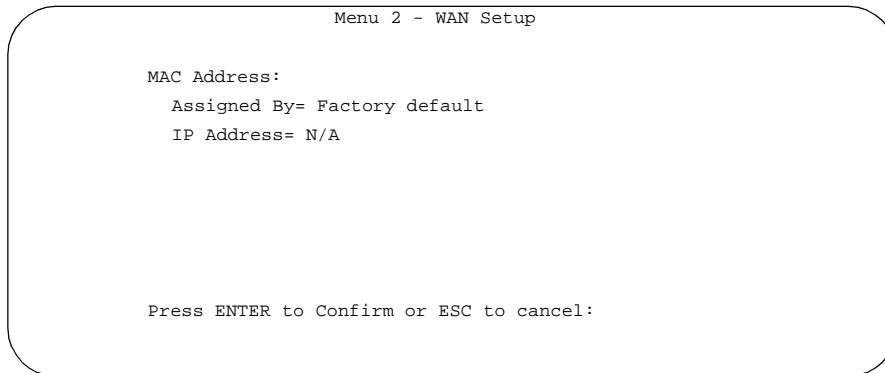 Menu 2 - WAN Setup
MAC Address:
Assigned By= Factory default
IP Address= N/A
Press ENTER to Confirm or ESC to cancel: